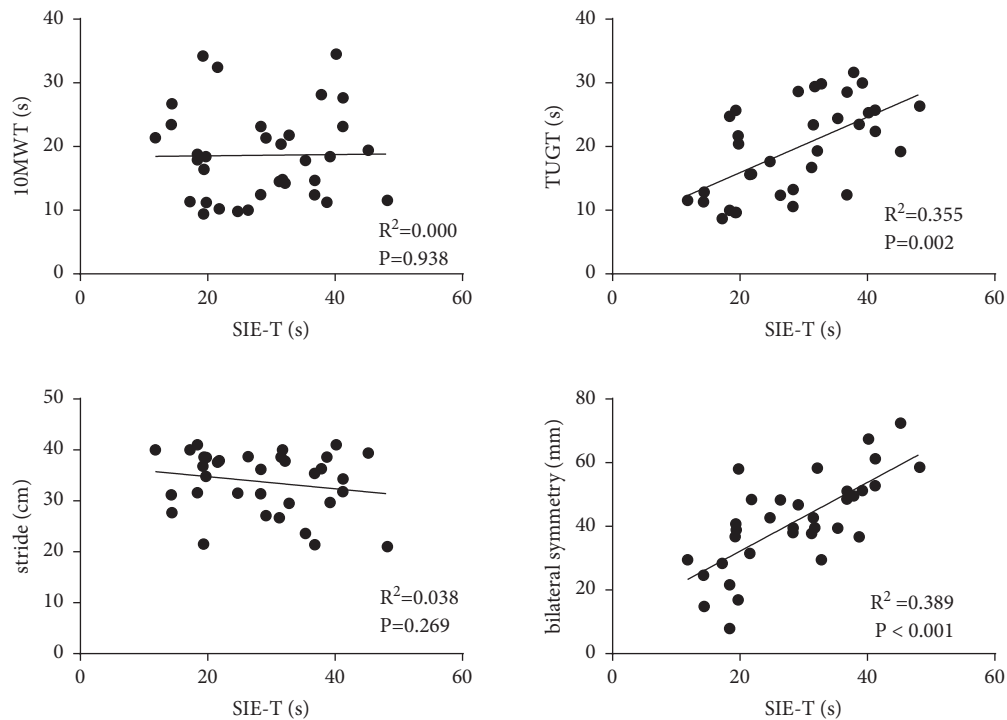 40
30
20
10
0
10MWT (s)
R²=0.000
P=0.938
0 20 40 60
SIE-T (s)
40
30
20
10
0
TUGT (s)
R²=0.355
P=0.002
0 20 40 60
SIE-T (s)
50
40
30
20
10
0
stride (cm)
R²=0.038
P=0.269
0 20 40 60
SIE-T (s)
80
60
40
20
0
bilateral symmetry (mm)
R² =0.389
P < 0.001
0 20 40 60
SIE-T (s)